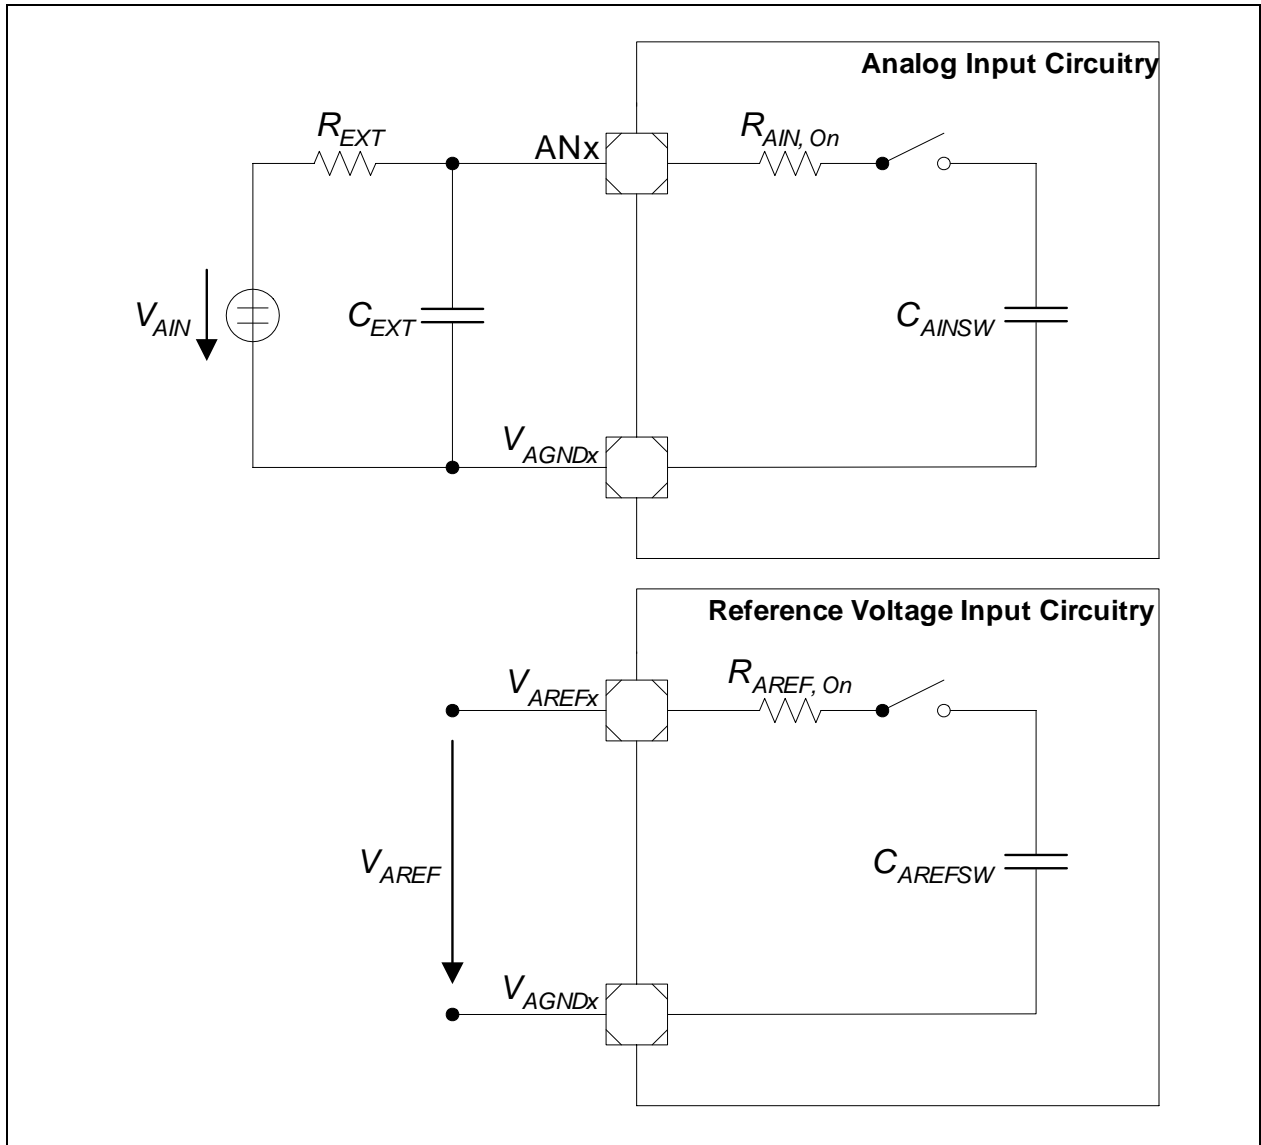 Analog Input Circuitry
R_EXT
ANx
R_AIN, On
V_AIN
C_EXT
C_AINSW
V_AGNDx
Reference Voltage Input Circuitry
V_AREFx
R_AREF, On
V_AREF
C_AREFSW
V_AGNDx